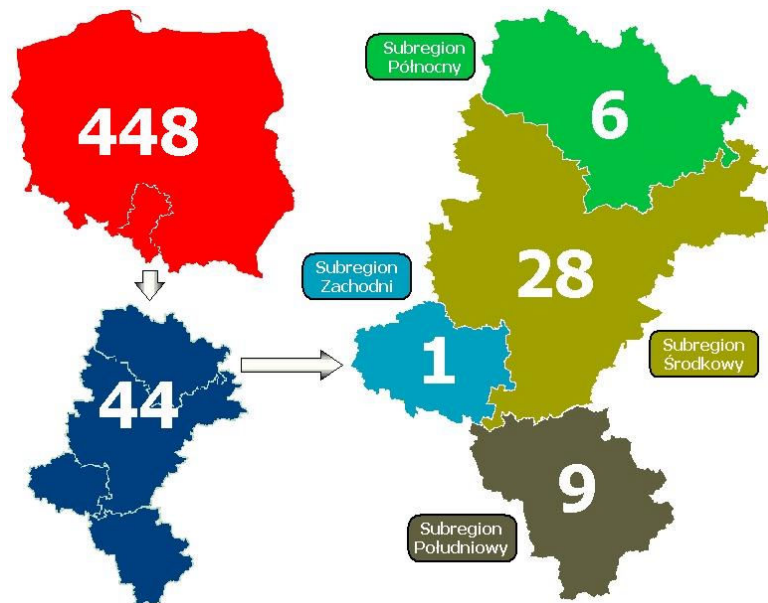 448
44
Subregion
Północny
6
28
Subregion
Zachodni
1
Subregion
Środkowy
9
Subregion
Południowy